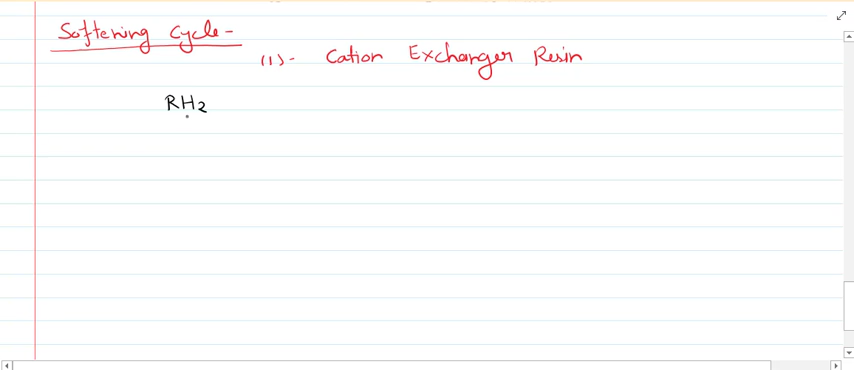 Softening Cycle-
(1)- Cation Exchanger Resin
RH2